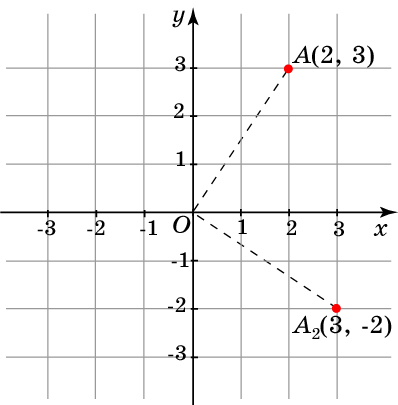 y
A(2, 3)
3
2
1
-3 -2 -1 O 1 2 3 x
-1
-2
A₂(3, -2)
-3